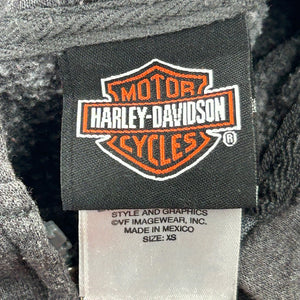 MOTOR
HARLEY-DAVIDSON
CYCLES
®
STYLE AND GRAPHICS
©VF IMAGEWEAR, INC.
MADE IN MEXICO
SIZE: XS